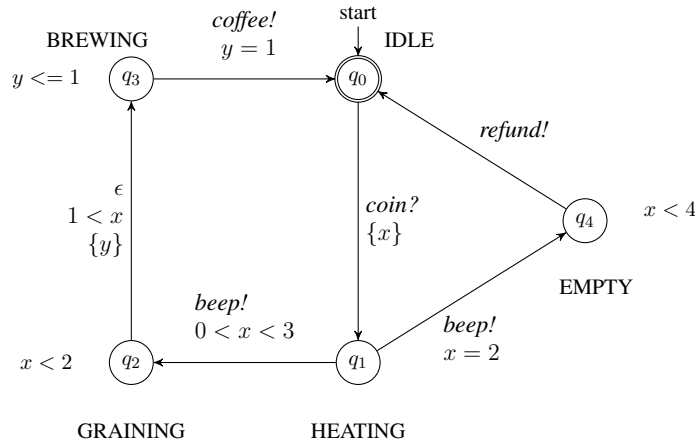 start
coffee!
y = 1
BREWING
IDLE
y <= 1
q3
q0
refund!
ϵ
1 < x
{y}
coin?
{x}
q4
x < 4
EMPTY
beep!
0 < x < 3
beep!
x = 2
x < 2
q2
q1
GRAINING
HEATING